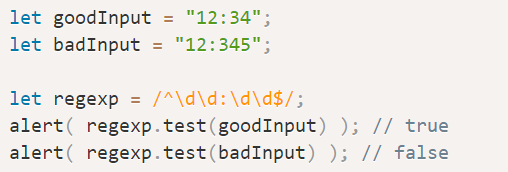 let goodInput = "12:34";
let badInput = "12:345";
let regexp = /^\d\d:\d\d$/;
alert( regexp.test(goodInput) ); // true
alert( regexp.test(badInput) ); // false